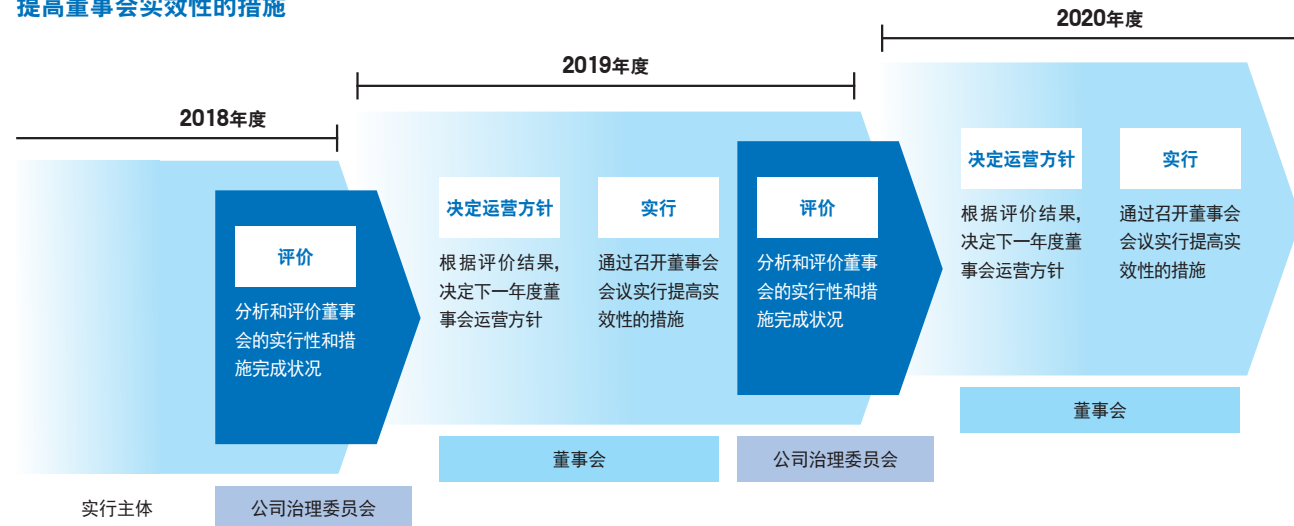 提高董事会实效性的措施
2018年度
评价
分析和评价董事
会的实行性和措
施完成状况
实行主体
公司治理委员会
2019年度
决定运营方针
根据评价结果，
决定下一年度董
事会运营方针
实行
通过召开董事会
会议实行提高实
效性的措施
董事会
评价
分析和评价董事
会的实行性和措
施完成状况
公司治理委员会
2020年度
决定运营方针
根据评价结果，
决定下一年度董
事会运营方针
实行
通过召开董事会
会议实行提高实
效性的措施
董事会